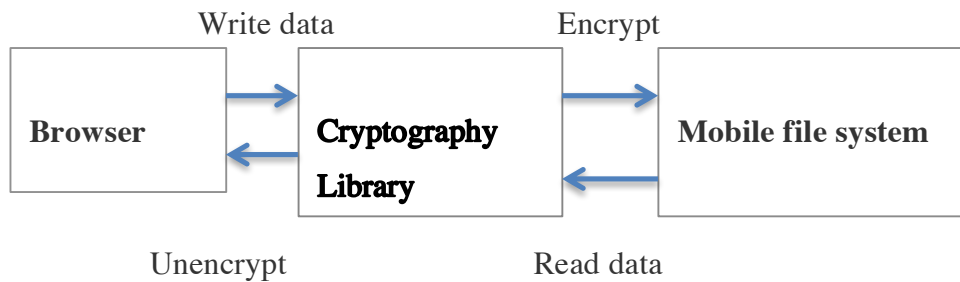 Write data
Encrypt
Browser
Cryptography
Library
Mobile file system
Unencrypt
Read data